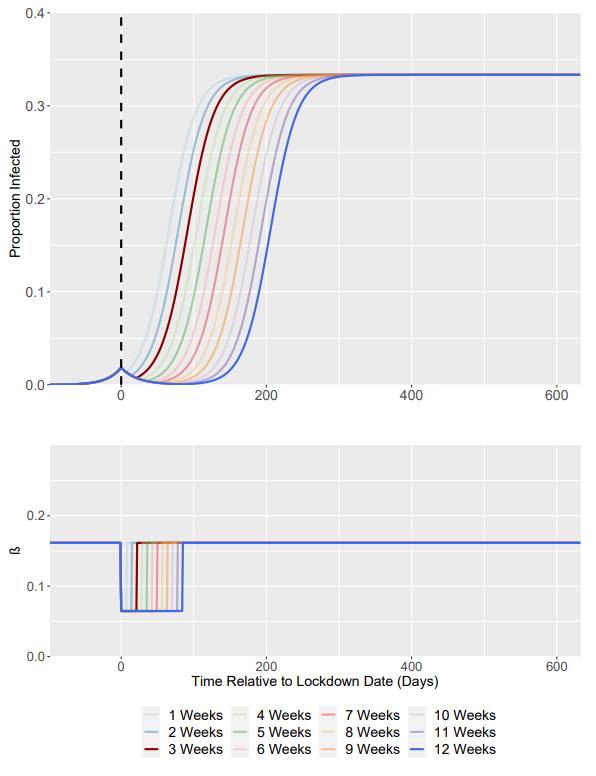 0.4
0.3
0.2
0.1
0.0
Proportion Infected
0 200 400 600
0.2
0.1
0.0
ß
0 200 400 600
Time Relative to Lockdown Date (Days)
1 Weeks 4 Weeks 7 Weeks 10 Weeks
2 Weeks 5 Weeks 8 Weeks 11 Weeks
3 Weeks 6 Weeks 9 Weeks 12 Weeks